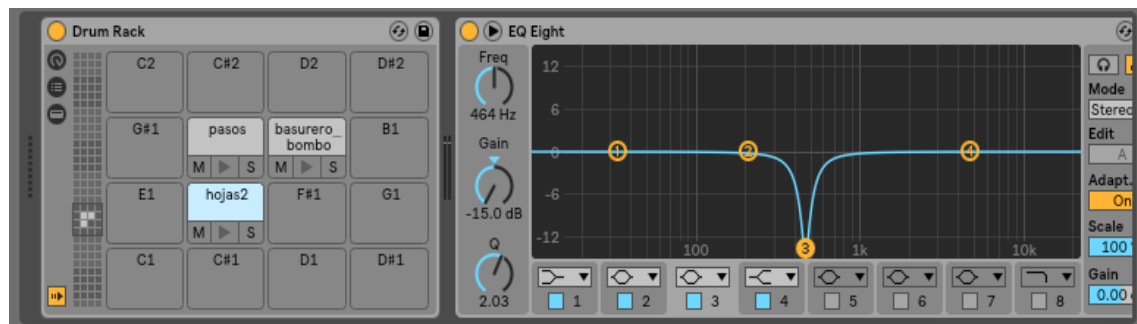 Drum Rack
C2 C#2 D2 D#2
G#1 pasos basurero_ B1
bombo
M S M S
E1 hojas2 F#1 G1
M S
C1 C#1 D1 D#1
EQ Eight
Freq
464 Hz
Gain
-15.0 dB
Q
2.03
12
6
0
-6
-12
100 1k 10k
1 2 3 4
1 2 3 4 5 6 7 8
Mode
Stereo
Edit
A
Adapt.
On
Scale
100
Gain
0.00